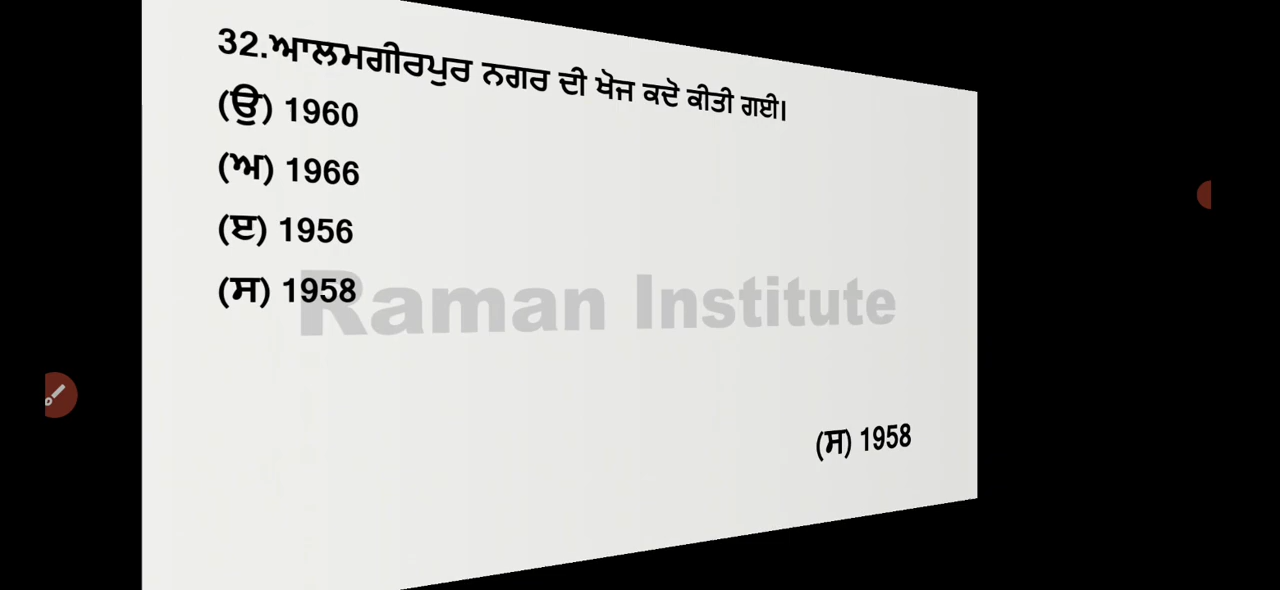 32.ਆਲਮਗੀਰਪੁਰ ਨਗਰ ਦੀ ਖੋਜ ਕਦੋ ਕੀਤੀ ਗਈ।
(ੳ) 1960
(ਅ) 1966
(ੲ) 1956
(ਸ) 1958
Raman Institute
(ਸ) 1958